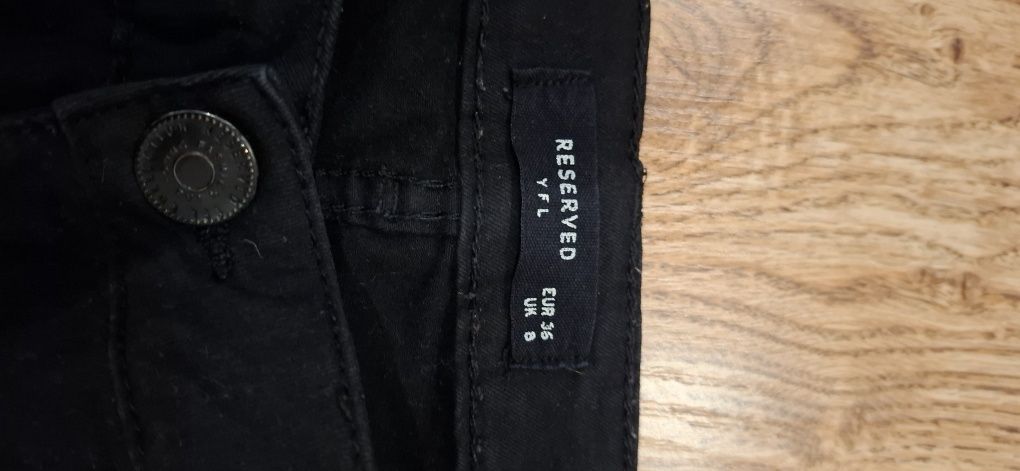 RESERVED
YFL
EUR 36
UK 8